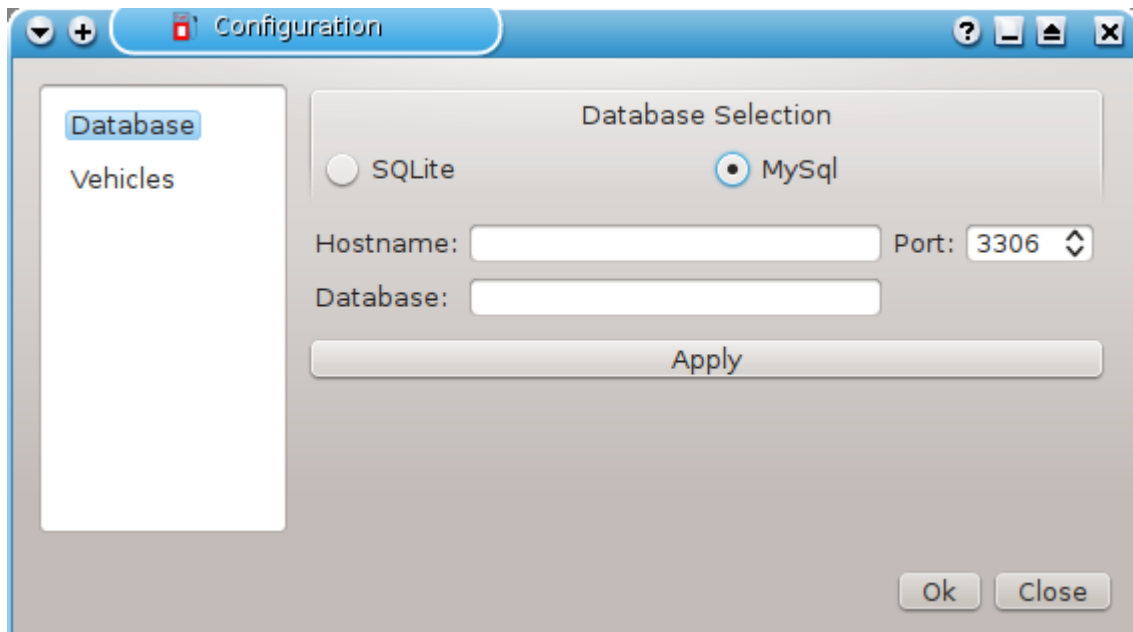 Configuration
Database
Vehicles
Database Selection
SQLite MySql
Hostname: Port: 3306
Database:
Apply
Ok Close